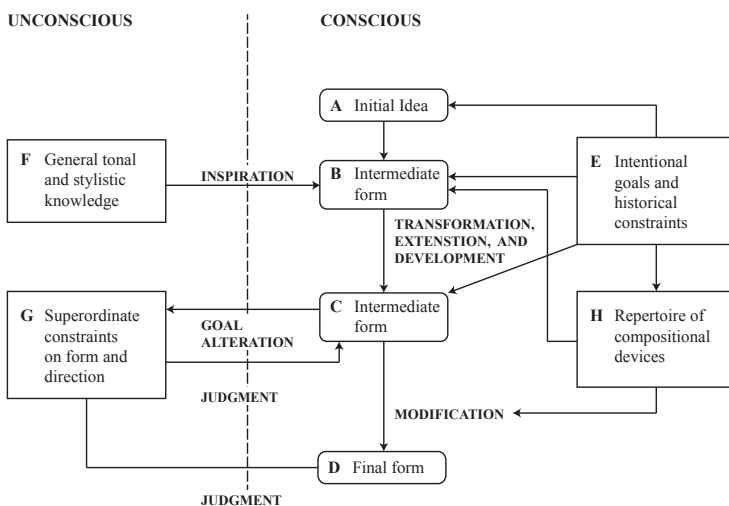 UNCONSCIOUS
CONSCIOUS
A Initial Idea
F General tonal
and stylistic
knowledge
INSPIRATION
B Intermediate
form
E Intentional
goals and
historical
constraints
TRANSFORMATION,
EXTENSTION, AND
DEVELOPMENT
G Superordinate
constraints
on form and
direction
GOAL
ALTERATION
C Intermediate
form
H Repertoire of
compositional
devices
JUDGMENT
MODIFICATION
D Final form
JUDGMENT